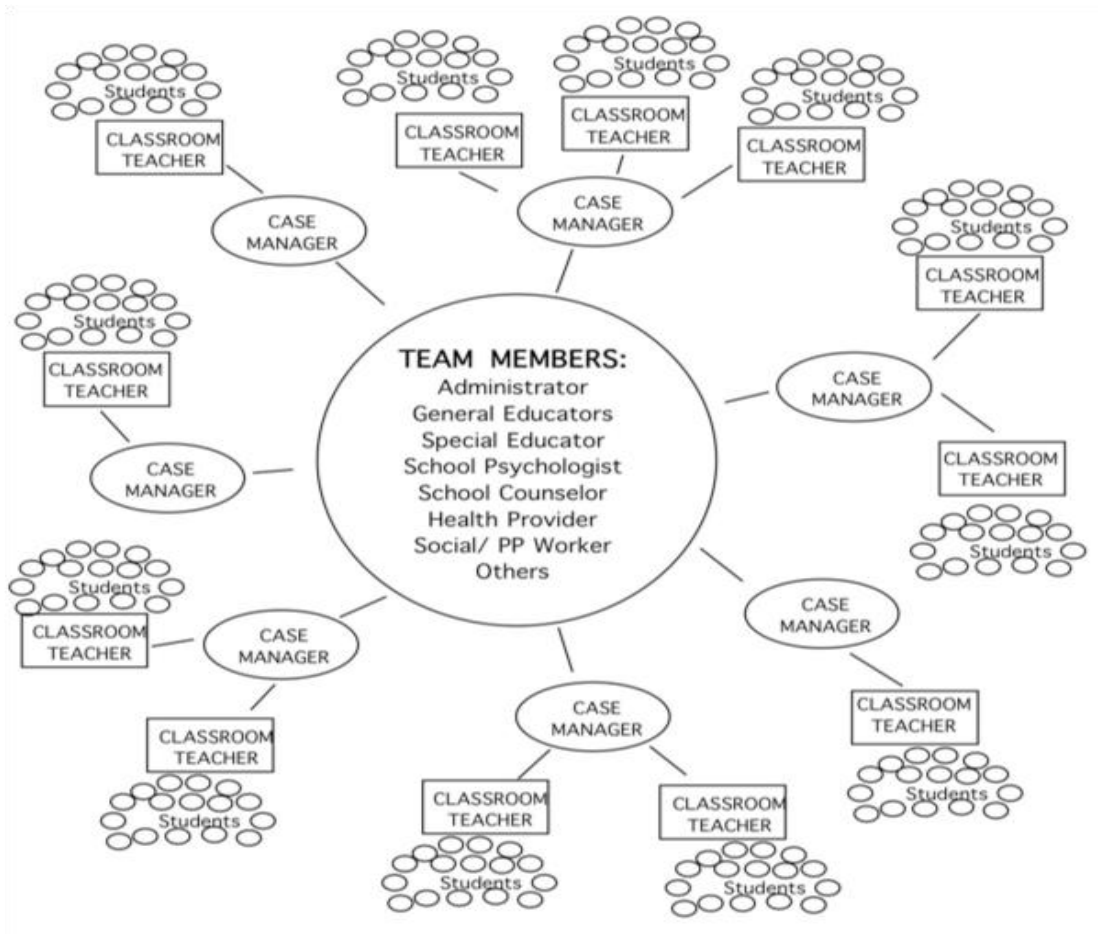 Students
CLASSROOM
TEACHER
CASE
MANAGER
Students
CLASSROOM
TEACHER
Students
CLASSROOM
TEACHER
Students
CLASSROOM
TEACHER
CASE
MANAGER
Students
CLASSROOM
TEACHER
CASE
MANAGER
CLASSROOM
TEACHER
Students
Students
CLASSROOM
TEACHER
CASE
MANAGER
TEAM MEMBERS:
Administrator
General Educators
Special Educator
School Psychologist
School Counselor
Health Provider
Social/ PP Worker
Others
Students
CLASSROOM
TEACHER
CASE
MANAGER
CLASSROOM
TEACHER
Students
CASE
MANAGER
CLASSROOM
TEACHER
Students
CLASSROOM
TEACHER
Students
CASE
MANAGER
CLASSROOM
TEACHER
Students